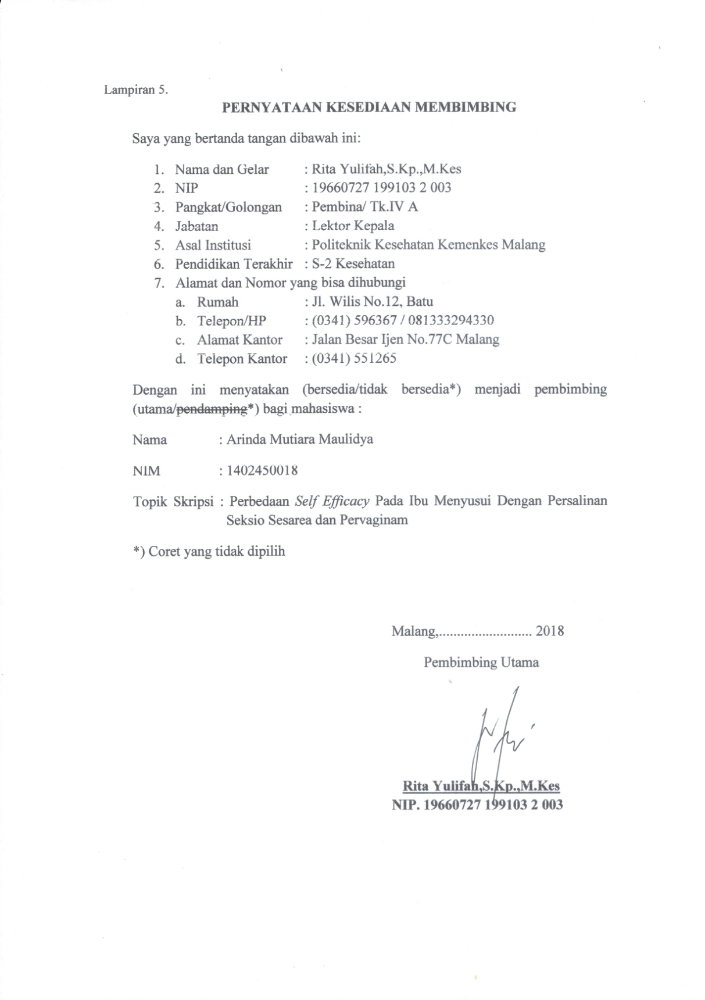 Lampiran 5.
PERNYATAAN KESEDIAAN MEMBIMBING
Saya yang bertanda tangan dibawah ini:
1. Nama dan Gelar : Rita Yulifah,S.Kp.,M.Kes
2. NIP : 19660727 199103 2 003
3. Pangkat/Golongan : Pembina/ Tk.IV A
4. Jabatan : Lektor Kepala
5. Asal Institusi : Politeknik Kesehatan Kemenkes Malang
6. Pendidikan Terakhir : S-2 Kesehatan
7. Alamat dan Nomor yang bisa dihubungi
a. Rumah : Jl. Wilis No.12, Batu
b. Telepon/HP : (0341) 596367 / 081333294330
c. Alamat Kantor : Jalan Besar Ijen No.77C Malang
d. Telepon Kantor : (0341) 551265
Dengan ini menyatakan (bersedia/tidak bersedia*) menjadi pembimbing
(utama/pendamping*) bagi mahasiswa :
Nama : Arinda Mutiara Maulidya
NIM : 1402450018
Topik Skripsi : Perbedaan Self Efficacy Pada Ibu Menyusui Dengan Persalinan
Seksio Sesarea dan Pervaginam
*) Coret yang tidak dipilih
Malang,.......................... 2018
Pembimbing Utama
Rita Yulifah,S.Kp.,M.Kes
NIP. 19660727 199103 2 003